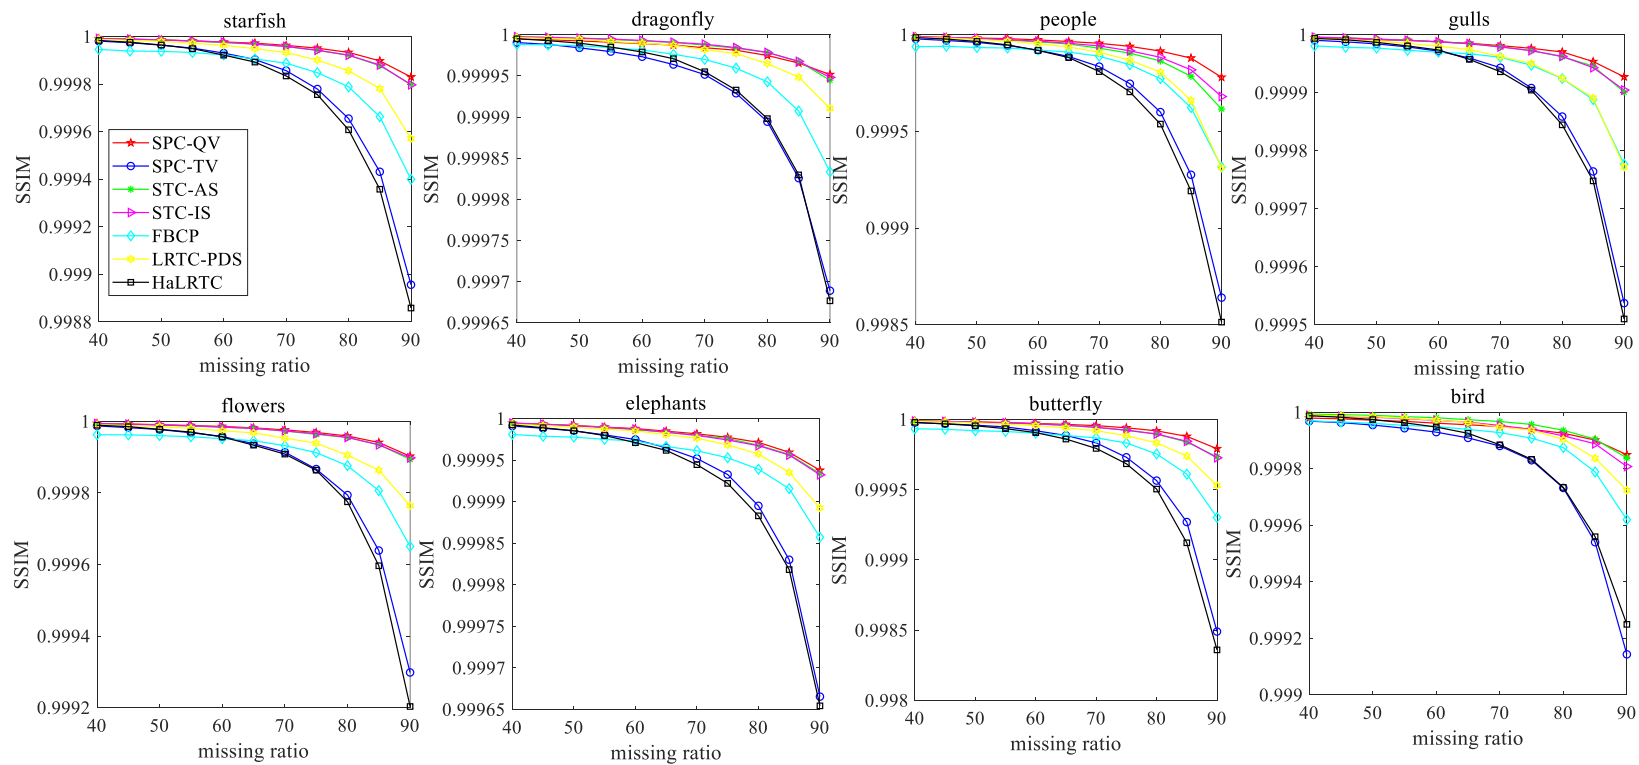 starfish
1
0.9998
0.9996
0.9994
0.9992
0.999
0.9988
SSIM
40 50 60 70 80 90
missing ratio
SPC-QV
SPC-TV
STC-AS
STC-IS
FBCP
LRTC-PDS
HaLRTC
dragonfly
1
0.99995
0.9999
0.99985
0.9998
0.99975
0.9997
0.99965
SSIM
40 50 60 70 80 90
missing ratio
people
1
0.9995
0.999
0.9985
SSIM
40 50 60 70 80 90
missing ratio
gulls
1
0.9999
0.9998
0.9997
0.9996
0.9995
SSIM
40 50 60 70 80 90
missing ratio
flowers
1
0.9998
0.9996
0.9994
0.9992
SSIM
40 50 60 70 80 90
missing ratio
elephants
1
0.99995
0.9999
0.99985
0.9998
0.99975
0.9997
0.99965
SSIM
40 50 60 70 80 90
missing ratio
butterfly
1
0.9995
0.999
0.9985
0.998
SSIM
40 50 60 70 80 90
missing ratio
bird
1
0.9998
0.9996
0.9994
0.9992
0.999
SSIM
40 50 60 70 80 90
missing ratio